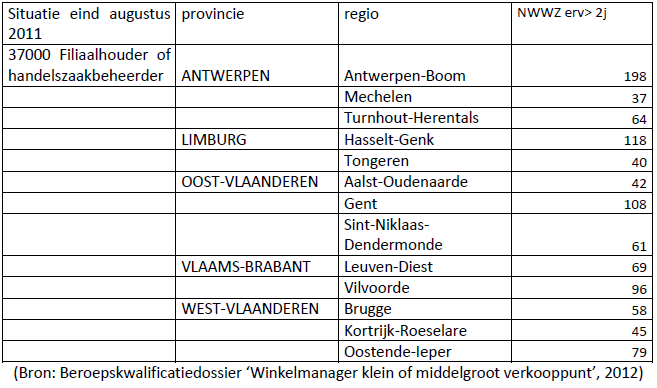 Situatie eind augustus 2011 provincie regio NWWZ erv> 2j
37000 Filiaalhouder of handelszaakbeheerder ANTWERPEN Antwerpen-Boom 198
Mechelen 37
Turnhout-Herentals 64
LIMBURG Hasselt-Genk 118
Tongeren 40
OOST-VLAANDEREN Aalst-Oudenaarde 42
Gent 108
Sint-Niklaas-Dendermonde 61
VLAAMS-BRABANT Leuven-Diest 69
Vilvoorde 96
WEST-VLAANDEREN Brugge 58
Kortrijk-Roeselare 45
Oostende-Ieper 79
(Bron: Beroepskwalificatiedossier ‘Winkelmanager klein of middelgroot verkooppunt’, 2012)